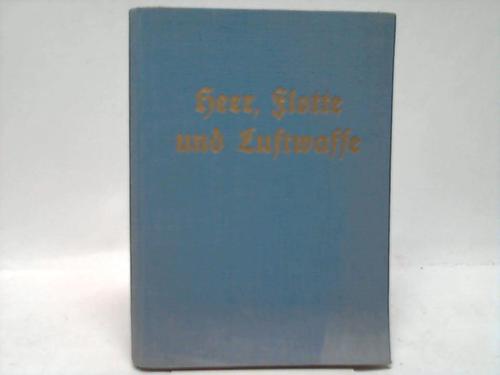 Heer, Flotte
und Luftwaffe